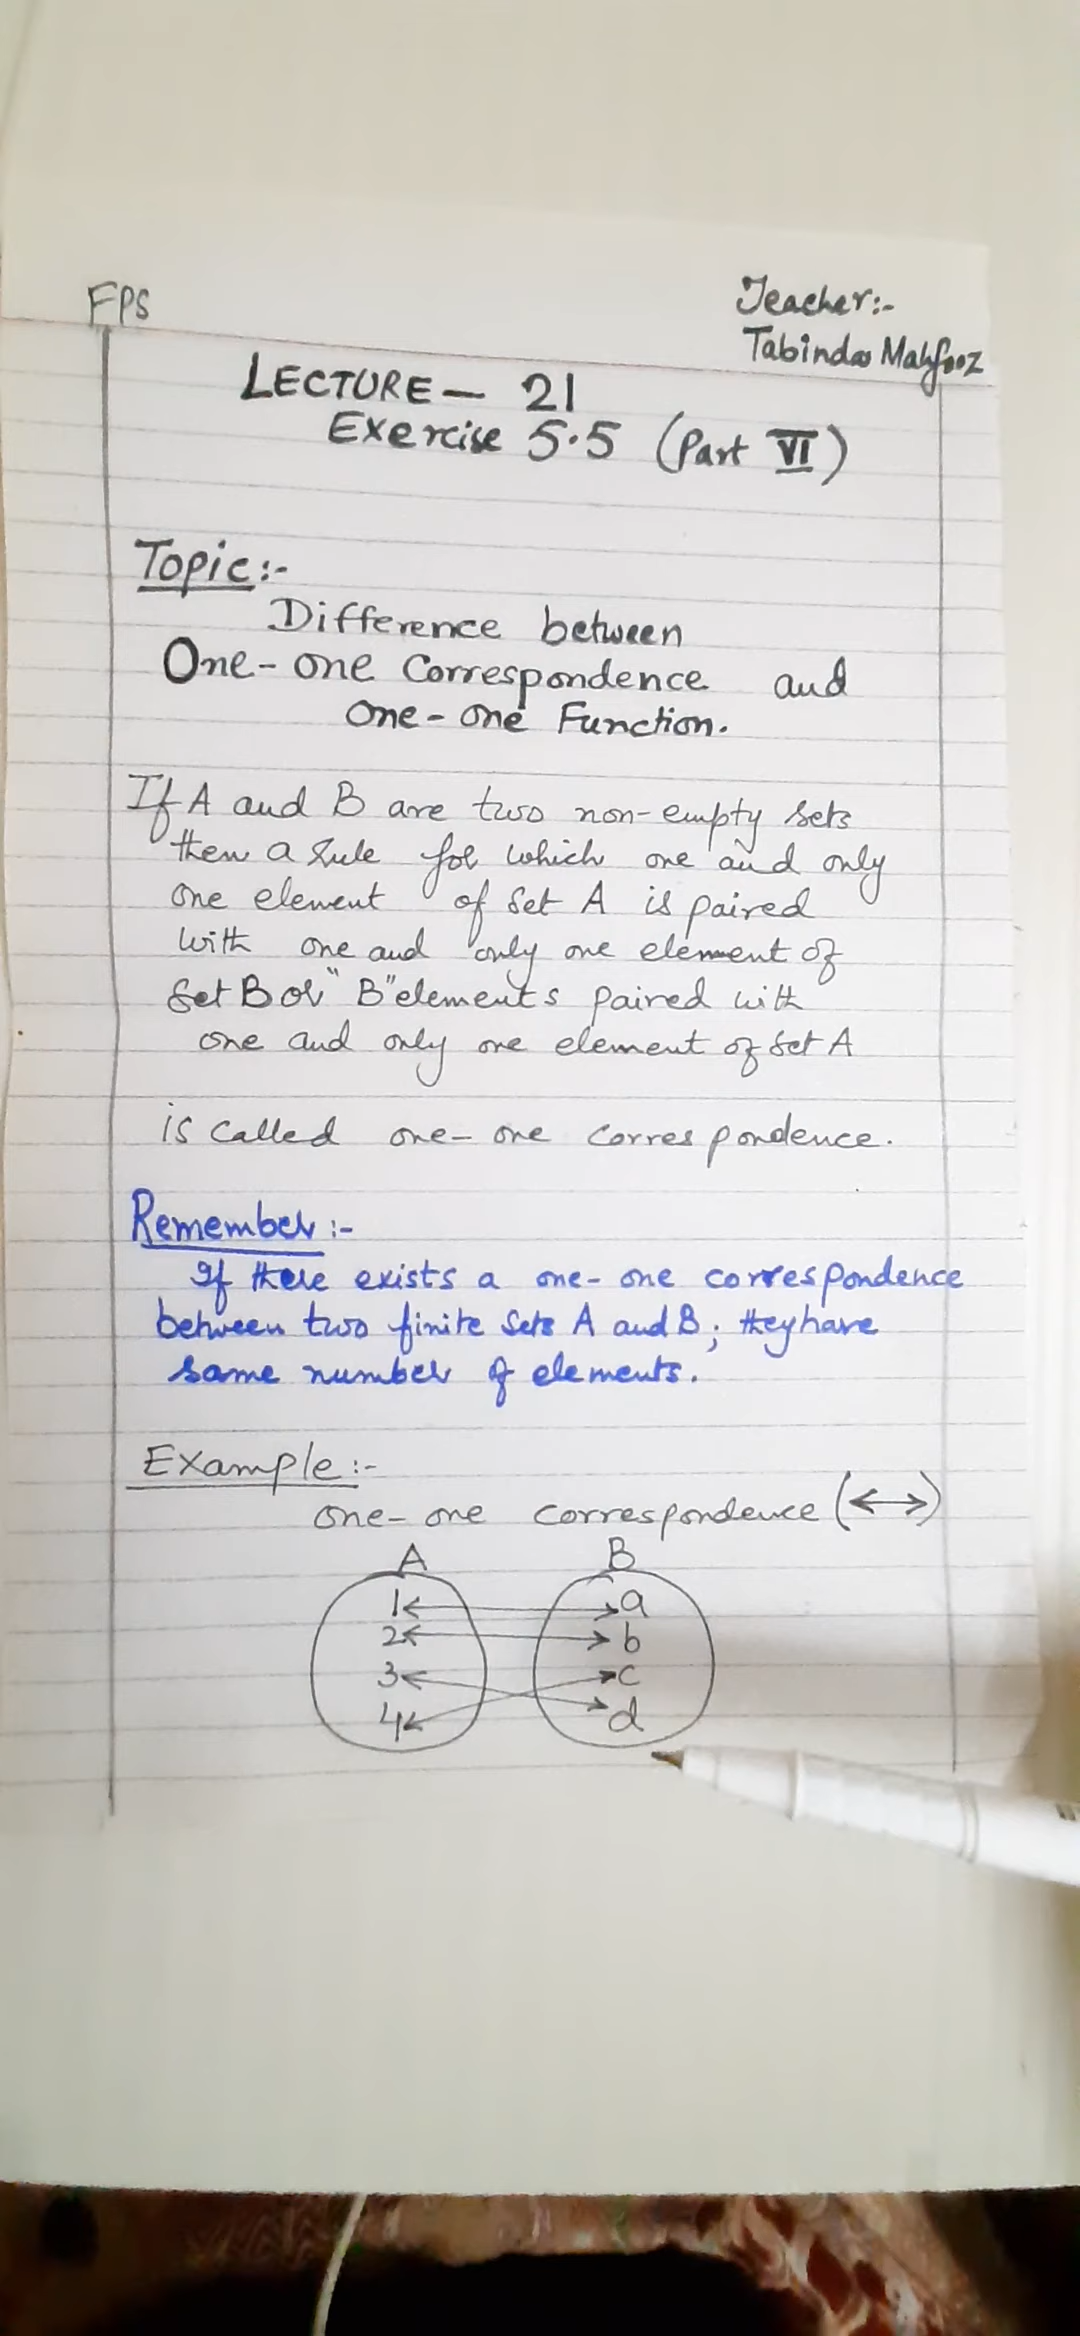 FPS
Teacher:-
Tabinda Mahfooz
LECTURE- 21
Exercise 5.5 (Part VI)
Topic:-
Difference between
One-one Correspondence and
One-one Function.
If A and B are two non-empty sets
then a rule for which one and only
one element of set A is paired
with one and only one element of
Set B or "B" elements paired with
one and only one element of set A
is called one-one correspondence.
Remember:-
If there exists a one-one correspondence
between two finite sets A and B; they have
same number of elements.
Example:-
one-one correspondence (↔)
A B
1 a
2 b
3 c
4 d